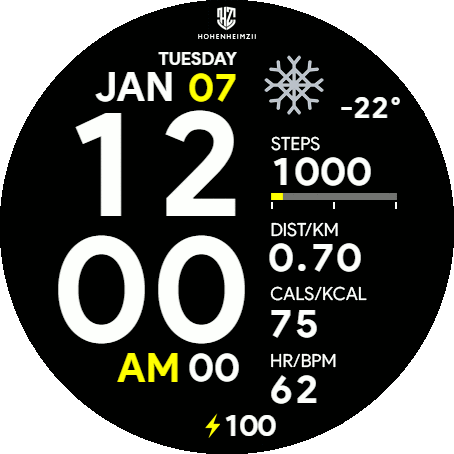 HOHENHEIMZII
TUESDAY
JAN 07
12
00
AM 00
-22°
STEPS
1000
DIST/KM
0.70
CALS/KCAL
75
HR/BPM
62
100